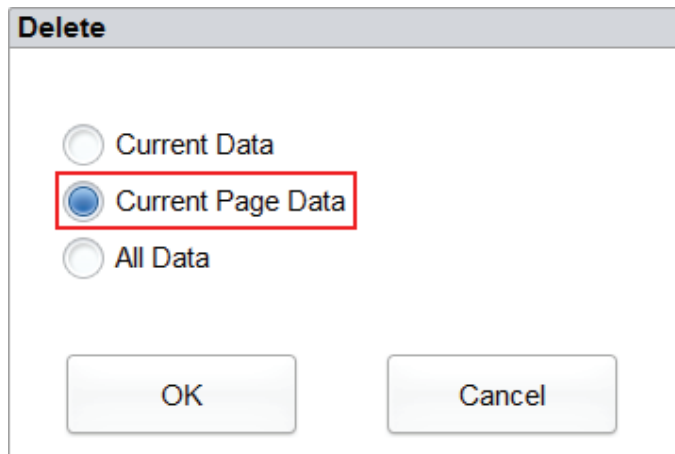 Delete
Current Data
Current Page Data
All Data
OK
Cancel